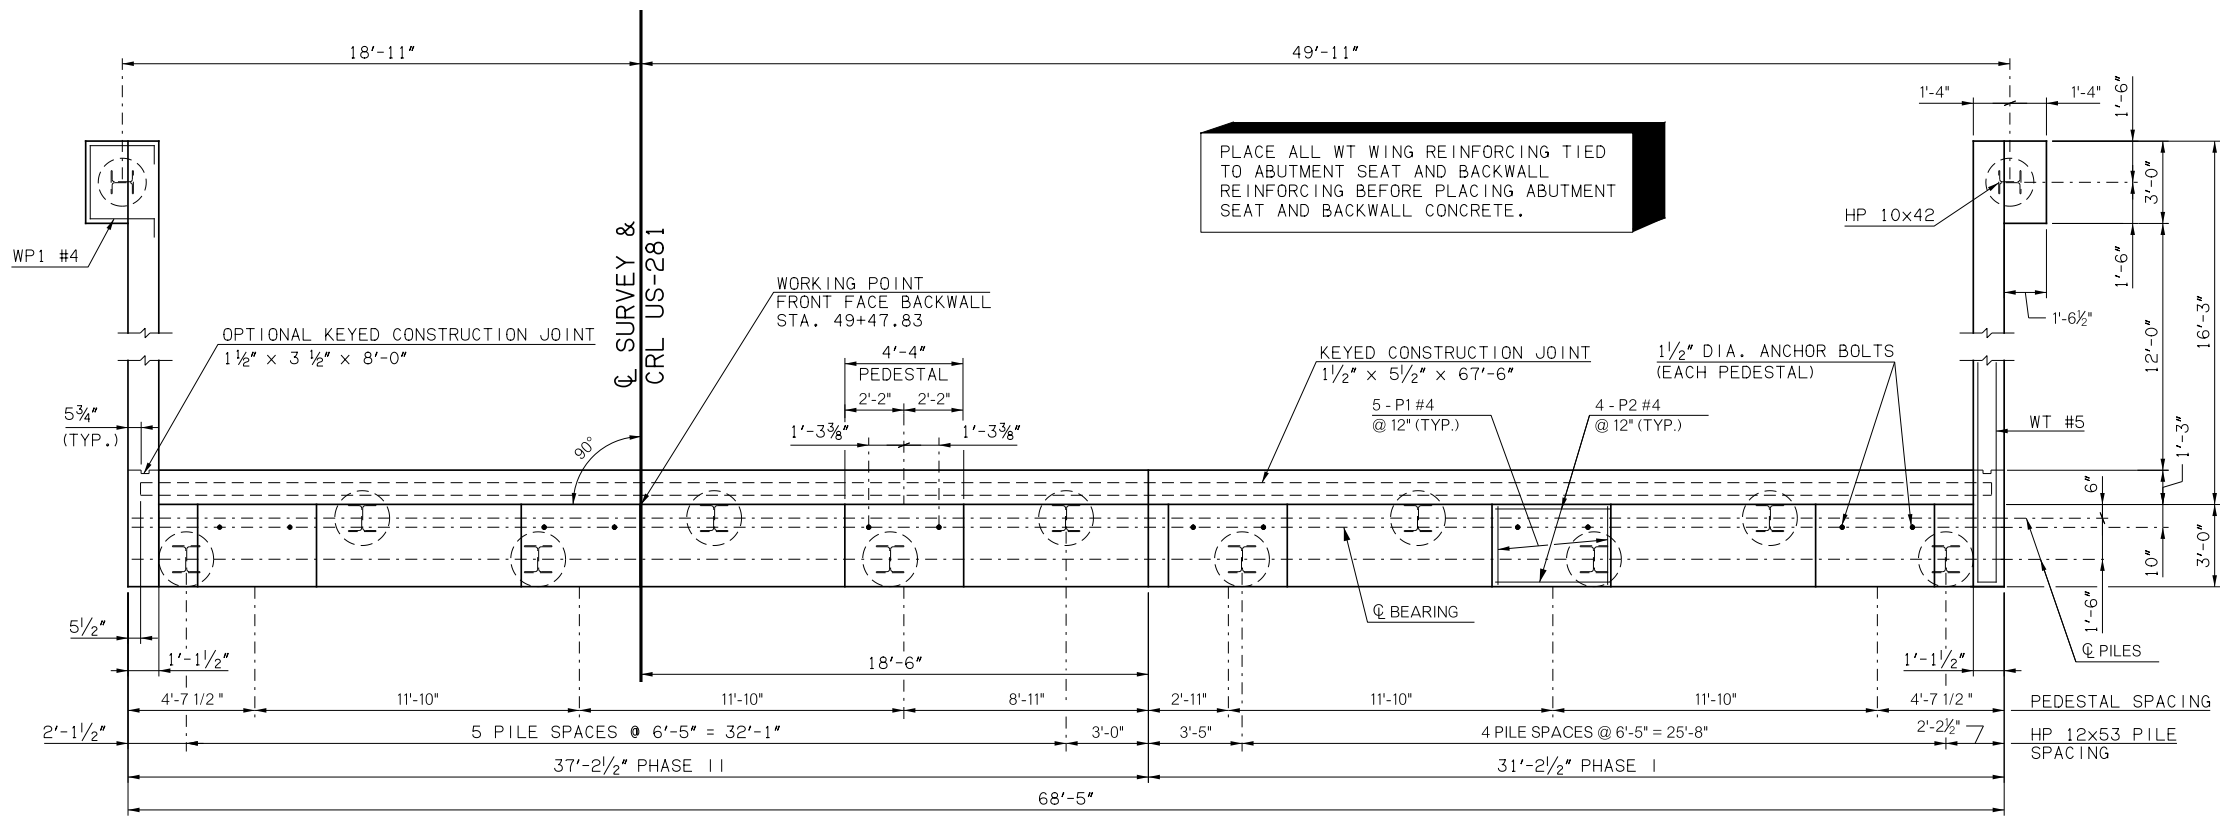 18'-11"
49'-11"
1'-4"
1'-4"
1'-6"
PLACE ALL WT WING REINFORCING TIED
TO ABUTMENT SEAT AND BACKWALL
REINFORCING BEFORE PLACING ABUTMENT
SEAT AND BACKWALL CONCRETE.
3'-0"
HP 10x42
WP1 #4
℄ SURVEY &
CRL US-281
1'-6"
16'-3"
WORKING POINT
FRONT FACE BACKWALL
STA. 49+47.83
1'-6½"
OPTIONAL KEYED CONSTRUCTION JOINT
1½" x 3 ½" x 8'-0"
12'-0"
4'-4"
PEDESTAL
2'-2"
2'-2"
KEYED CONSTRUCTION JOINT
1½" x 5½" x 67'-6"
1½" DIA. ANCHOR BOLTS
(EACH PEDESTAL)
5¾"
(TYP.)
5 - P1 #4
@ 12" (TYP.)
4 - P2 #4
@ 12" (TYP.)
WT #5
90°
1'-3⅜"
1'-3⅜"
1'-3"
6"
10"
3'-0"
℄ BEARING
1'-6"
5½"
1'-1½"
18'-6"
1'-1½"
℄ PILES
4'-7 1/2 "
11'-10"
11'-10"
8'-11"
2'-11"
11'-10"
11'-10"
4'-7 1/2 "
PEDESTAL SPACING
2'-1½"
5 PILE SPACES @ 6'-5" = 32'-1"
3'-0"
3'-5"
4 PILE SPACES @ 6'-5" = 25'-8"
2'-2½"
HP 12x53 PILE
SPACING
37'-2½" PHASE II
31'-2½" PHASE I
68'-5"